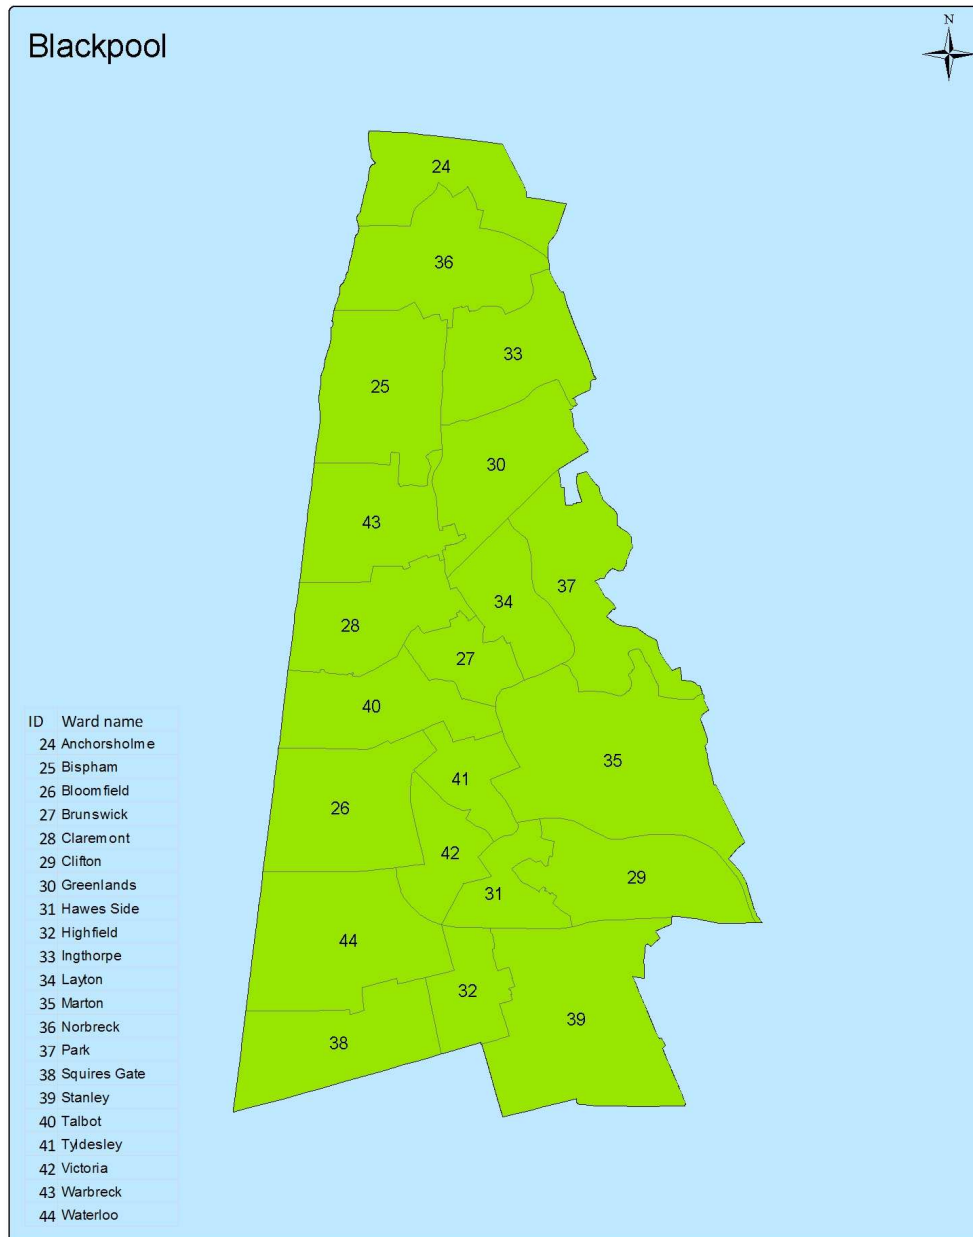 Blackpool
N
24
36
33
25
30
43
37
34
28
27
40
35
41
26
42
29
31
44
32
39
38
ID Ward name
24 Anchorsholme
25 Bispham
26 Bloomfield
27 Brunswick
28 Claremont
29 Clifton
30 Greenlands
31 Hawes Side
32 Highfield
33 Ingthorpe
34 Layton
35 Marton
36 Norbreck
37 Park
38 Squires Gate
39 Stanley
40 Talbot
41 Tyldesley
42 Victoria
43 Warbreck
44 Waterloo